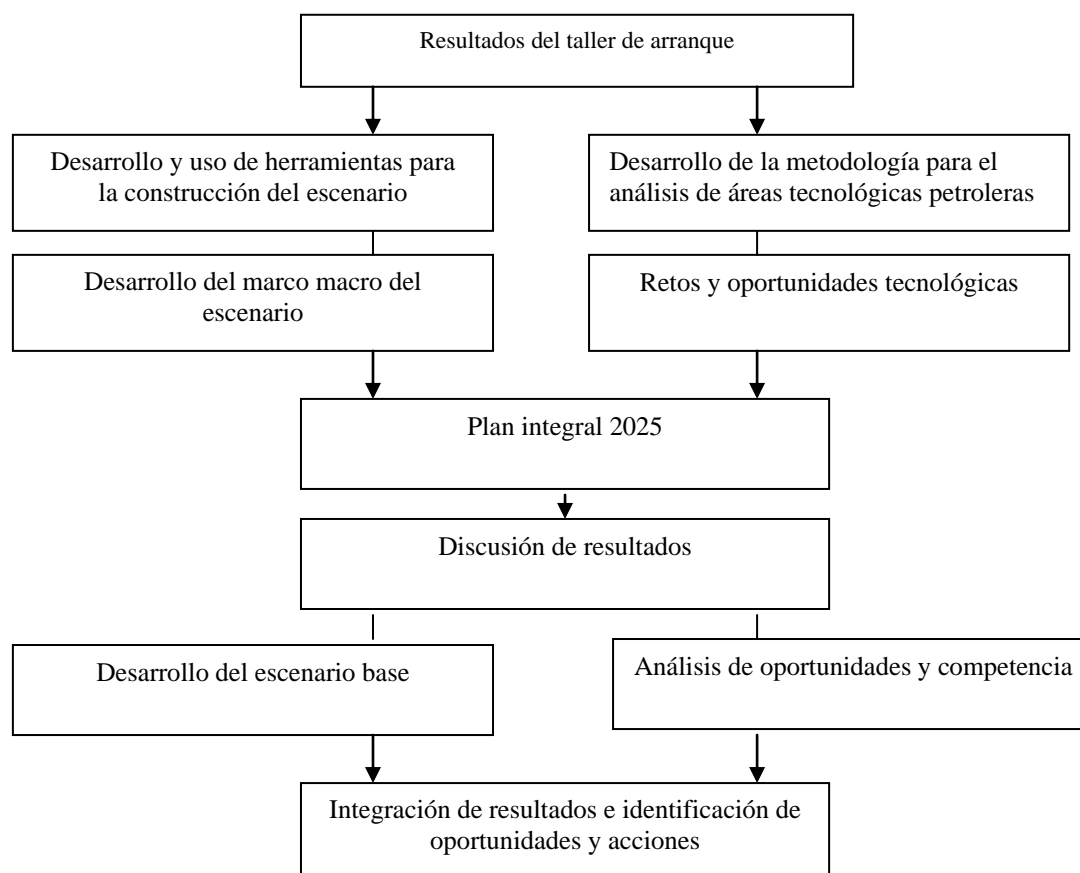 Resultados del taller de arranque
Desarrollo y uso de herramientas para
la construcción del escenario
Desarrollo de la metodología para el
análisis de áreas tecnológicas petroleras
Desarrollo del marco macro del
escenario
Retos y oportunidades tecnológicas
Plan integral 2025
Discusión de resultados
Desarrollo del escenario base
Análisis de oportunidades y competencia
Integración de resultados e identificación de
oportunidades y acciones